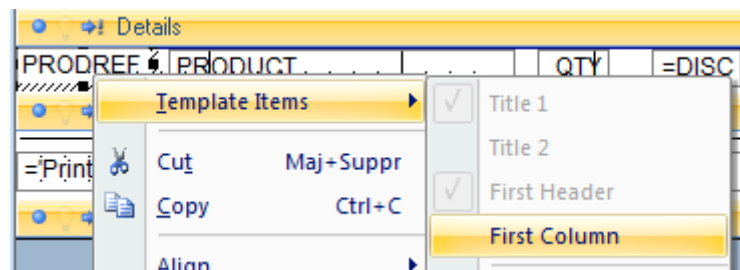 Details
PRODREF PRODUCT . . . . . . . QTY =DISC
Template Items
Title 1
Title 2
='Print
Cut Maj+Suppr
First Header
Copy Ctrl+C
First Column
Align